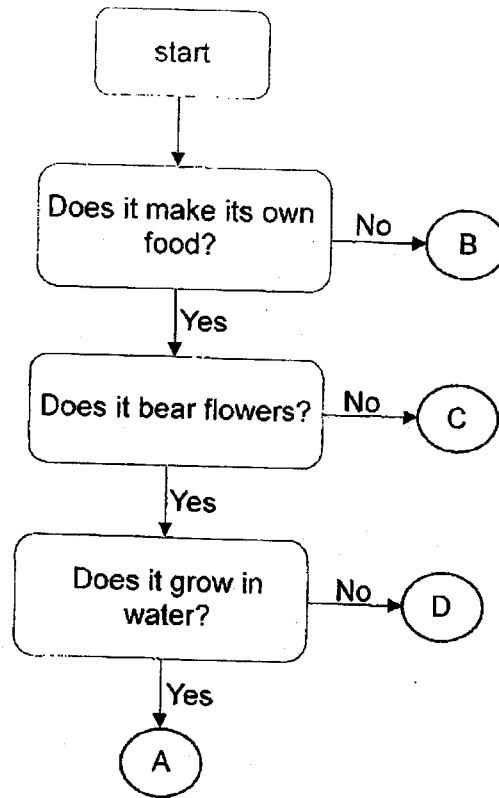 start
Does it make its own
food?
No
B
Yes
Does it bear flowers?
No
C
Yes
Does it grow in
water?
No
D
Yes
A